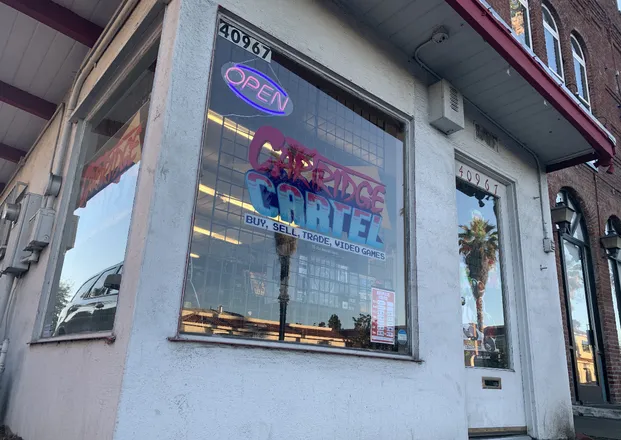 40967
OPEN
CARTRIDGE
CARTEL
BUY, SELL, TRADE, VIDEO GAMES
40967